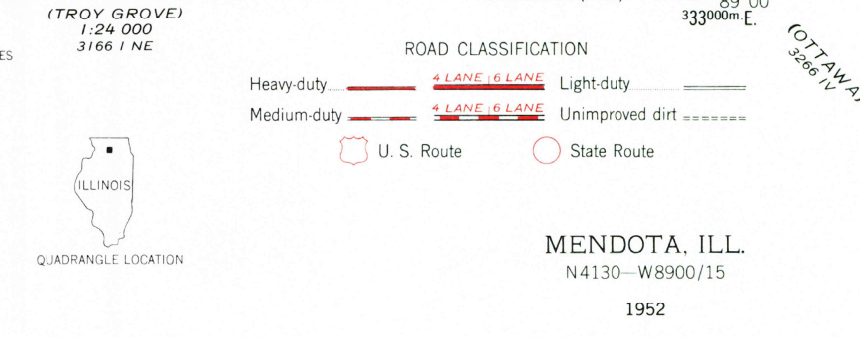 (TROY GROVE)
1:24 000
3166 I NE
ES
89°00'
333000m. E.
(OTTAWA)
3266 IV
ROAD CLASSIFICATION
Heavy-duty 4 LANE 6 LANE Light-duty
Medium-duty 4 LANE 6 LANE Unimproved dirt
U. S. Route State Route
ILLINOIS
QUADRANGLE LOCATION
MENDOTA, ILL.
N4130—W8900/15
1952